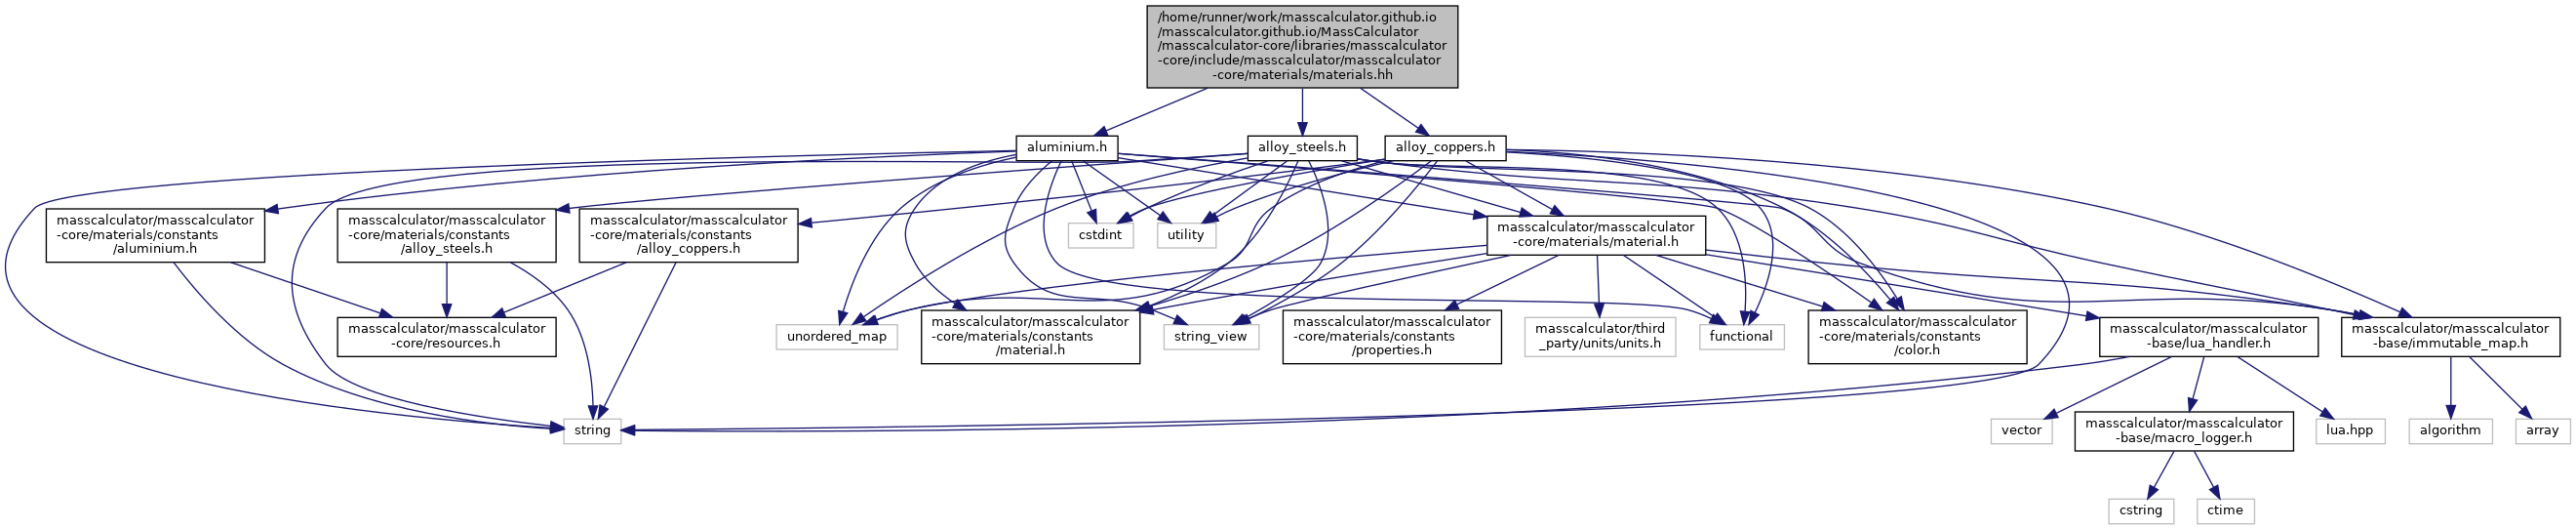 /home/runner/work/masscalculator.github.io
/masscalculator.github.io/MassCalculator
/masscalculator-core/libraries/masscalculator
-core/include/masscalculator/masscalculator
-core/materials/materials.hh
aluminium.h
alloy_steels.h
alloy_coppers.h
masscalculator/masscalculator
-core/materials/constants
/aluminium.h
masscalculator/masscalculator
-core/materials/constants
/alloy_steels.h
masscalculator/masscalculator
-core/materials/constants
/alloy_coppers.h
cstdint
utility
masscalculator/masscalculator
-core/materials/material.h
masscalculator/masscalculator
-core/resources.h
unordered_map
masscalculator/masscalculator
-core/materials/constants
/material.h
string_view
masscalculator/masscalculator
-core/materials/constants
/properties.h
masscalculator/third
_party/units/units.h
functional
masscalculator/masscalculator
-core/materials/constants
/color.h
masscalculator/masscalculator
-base/lua_handler.h
masscalculator/masscalculator
-base/immutable_map.h
string
vector
masscalculator/masscalculator
-base/macro_logger.h
lua.hpp
algorithm
array
cstring
ctime